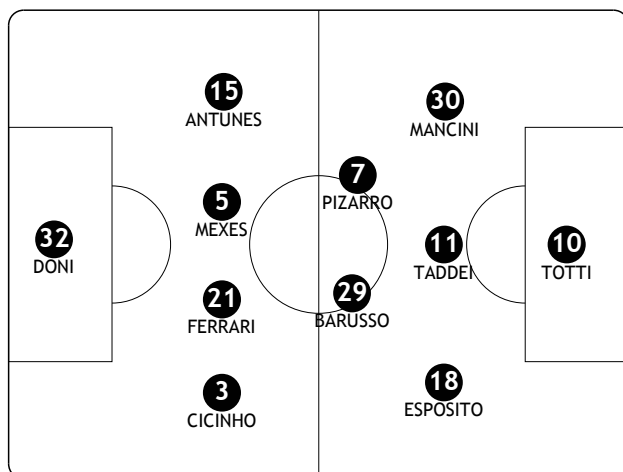 15
ANTUNES
30
MANCINI
7
PIZARRO
5
MEXES
32
DONI
11
TADDEI
10
TOTTI
21
FERRARI
29
BARUSSO
3
CICINHO
18
ESPOSITO